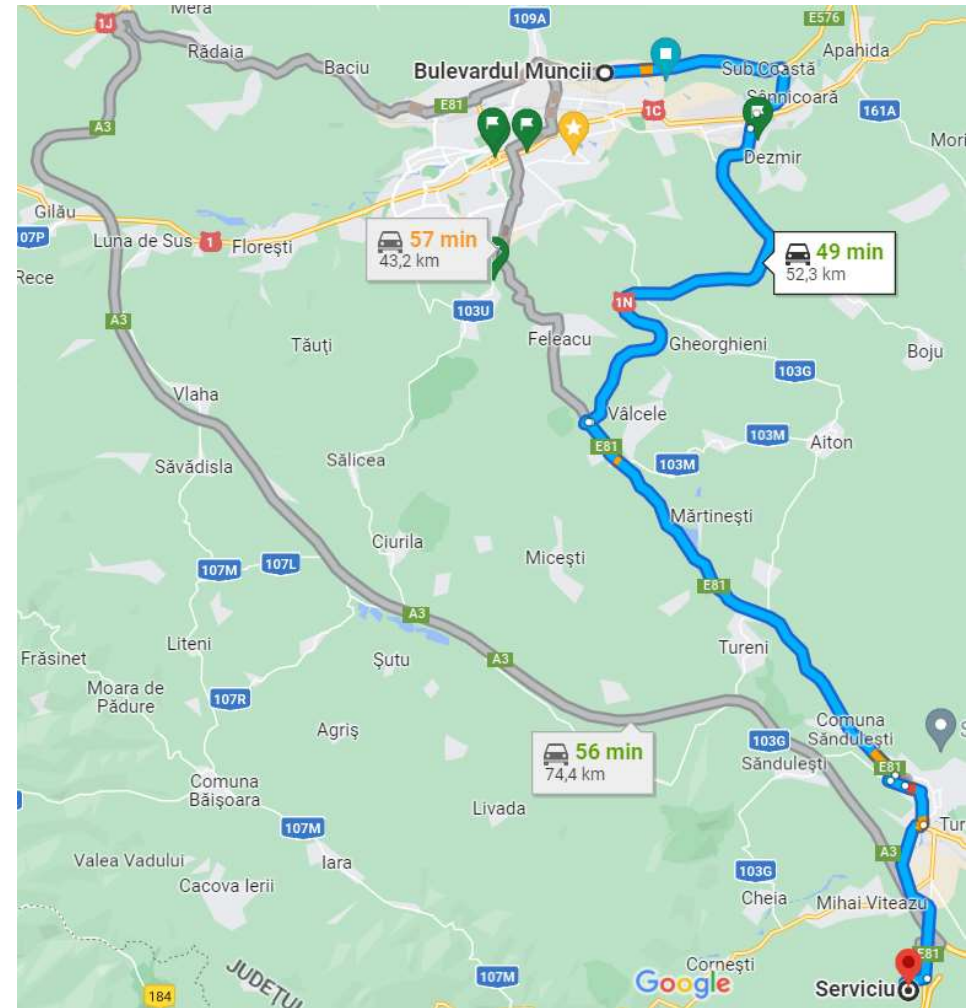 Mera
1J
109A
E576
Rădaia
Apahida
Baciu
Bulevardul Muncii
Sub Coastă
Sânnicoară
E81
1C
161A
A3
Mori
Dezmir
Gilău
107P
Luna de Sus
1
Florești
57 min
43,2 km
49 min
52,3 km
Rece
1N
103U
A3
Tăuți
Feleacu
Gheorghieni
Boju
103G
Vlaha
Vâlcele
103M
Aiton
E81
Săvădisla
Sălicea
103M
Mărtinești
Ciurila
Micești
107L
107M
E81
A3
Liteni
Tureni
Frăsinet
Șutu
A3
Moara de
Pădure
107R
Comuna
Săndulești
Agriș
103G
56 min
74,4 km
Săndulești
E81
Comuna
Băișoara
Livada
107M
Tur
Iara
A3
Valea Vadului
103G
Cacova Ierii
Cheia
Mihai Viteazu
E81
Cornești
JUDEȚU
107M
Google
184
Serviciu